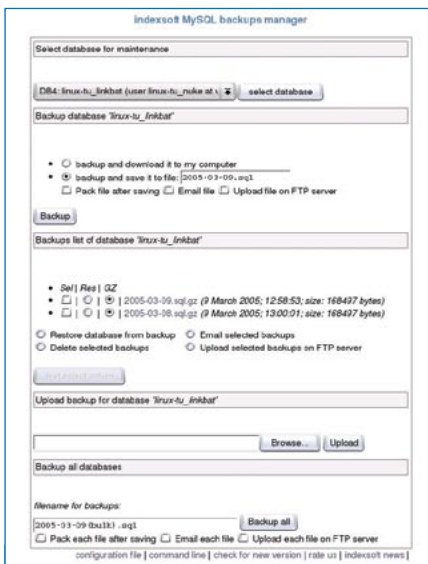 indexsoft MySQL backups manager
Select database for maintenance
DB4: linux-tu_linkbat (user linux-tu_nuke at v select database
Backup database 'linux-tu_linkbat'
backup and download it to my computer
backup and save it to file: 2005-03-09.sql
Pack file after saving Email file Upload file on FTP server
Backup
Backups list of database 'linux-tu_linkbat'
Sel | Res | GZ
| | | 2005-03-09.sql.gz (9 March 2005; 12:58:53; size: 168497 bytes)
| | | 2005-03-08.sql.gz (9 March 2005; 13:00:01; size: 168497 bytes)
Restore database from backup Email selected backups
Delete selected backups Upload selected backups on FTP server
Upload backup for database 'linux-tu_linkbat'
Browse... Upload
Backup all databases
filename for backups:
2005-03-09(bulk).sql Backup all
Pack each file after saving Email each file Upload each file on FTP server
configuration file | command line | check for new version | rate us | indexsoft news |